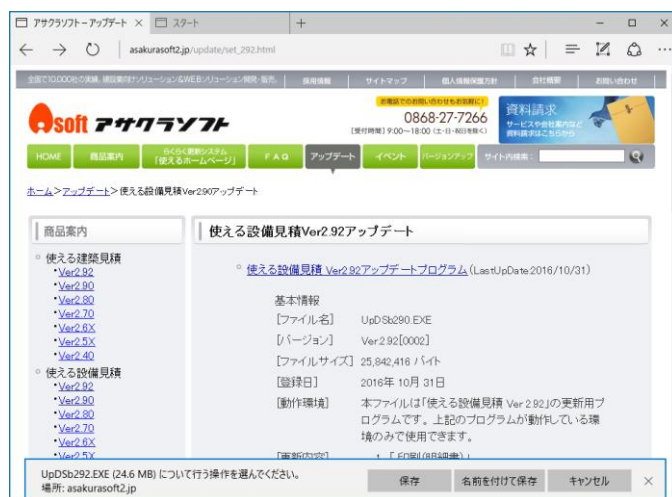 アサクラソフト－アップデート
スタート
asakurasoft2.jp/update/set_292.html
全国で10,000社の実績、建設業向けソリューション&WEBソリューション開発・販売。
採用情報
サイトマップ
個人情報保護方針
会社概要
お問い合わせ
Asoft アサクラソフト
お電話でのお問い合わせもお気軽に!
0868-27-7266
[受付時間] 9:00～18:00 (土・日・祝日を除く)
資料請求
サービスや会社案内など
資料請求はこちらから
HOME
商品案内
らくらく更新システム
「使えるホームページ」
FAQ
アップデート
イベント
バージョンアップ
サイト内検索：
ホーム>アップデート>使える設備見積Ver290アップデート
商品案内
使える建築見積
・Ver2.92
・Ver2.90
・Ver2.80
・Ver2.70
・Ver2.6X
・Ver2.5X
・Ver2.40
使える設備見積
・Ver2.92
・Ver2.90
・Ver2.80
・Ver2.70
・Ver2.6X
・Ver2.5X
使える設備見積Ver2.92アップデート
使える設備見積 Ver2.92アップデートプログラム (LastUpDate:2016/10/31)
基本情報
[ファイル名] UpDSb290.EXE
[バージョン] Ver2.92[0002]
[ファイルサイズ] 25,842,416 バイト
[登録日] 2016年 10月 31日
[動作環境] 本ファイルは「使える設備見積 Ver 2.92」の更新用プ
ログラムです。上記のプログラムが動作している環
境のみで使用できます。
UpDSb292.EXE (24.6 MB) について行う操作を選んでください。
場所: asakurasoft2.jp
保存
名前を付けて保存
キャンセル